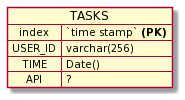 TASKS
index `time stamp` (PK)
USER_ID varchar(256)
TIME Date()
API ?